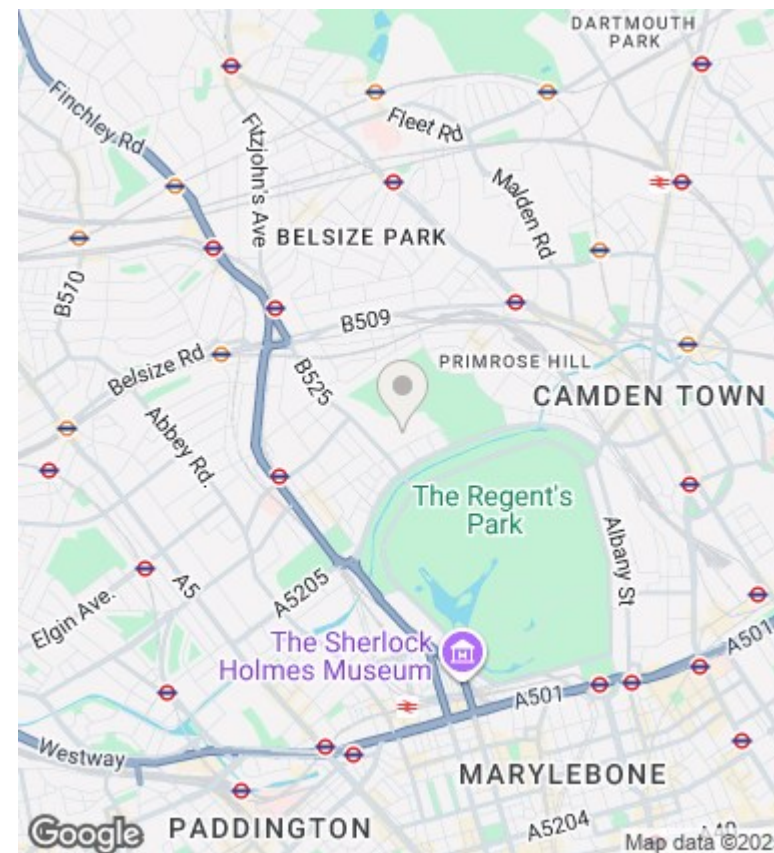 DARTMOUTH
PARK
Finchley Rd
Fitzjohn's Ave
Fleet Rd
Malden Rd
BELSIZE PARK
B570
B509
Belsize Rd
B525
PRIMROSE HILL
CAMDEN TOWN
Abbey Rd.
The Regent's
Park
Albany St
A5
A5205
Elgin Ave.
The Sherlock
Holmes Museum
A501
A501
Westway
MARYLEBONE
PADDINGTON
A5204
A40
Google
Map data ©202